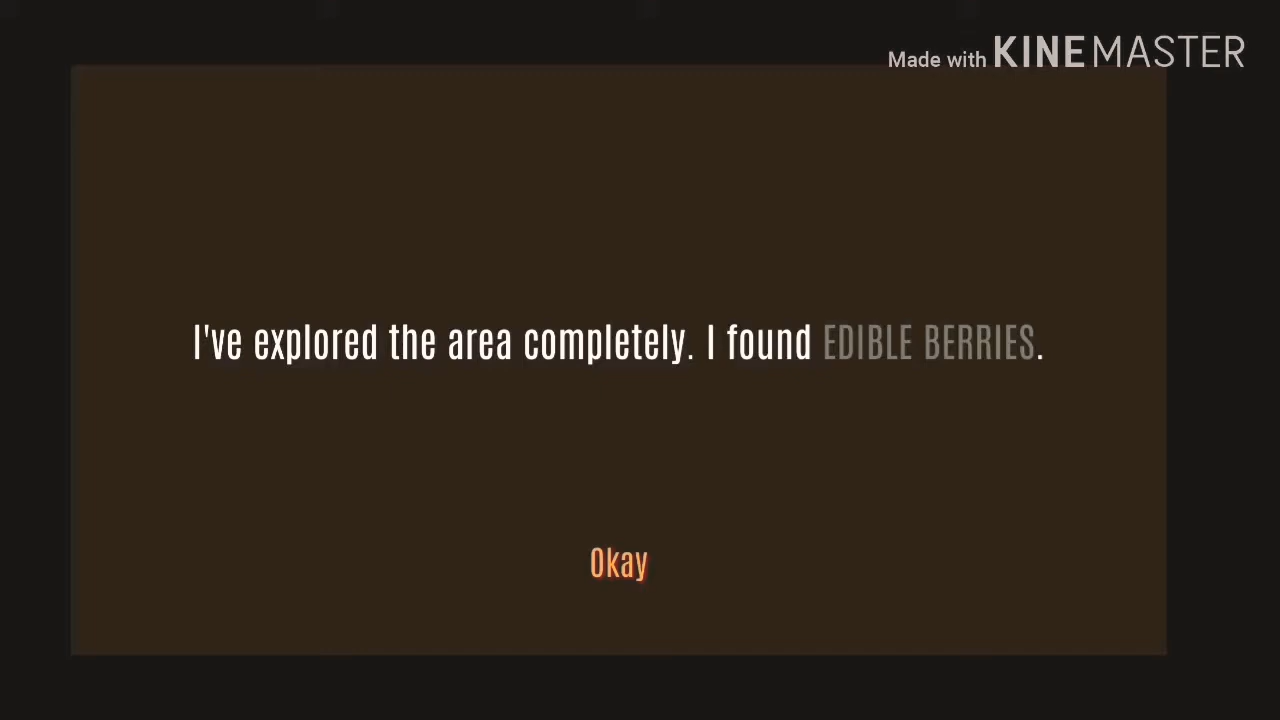 Made with KINEMASTER
I've explored the area completely. I found EDIBLE BERRIES.
Okay